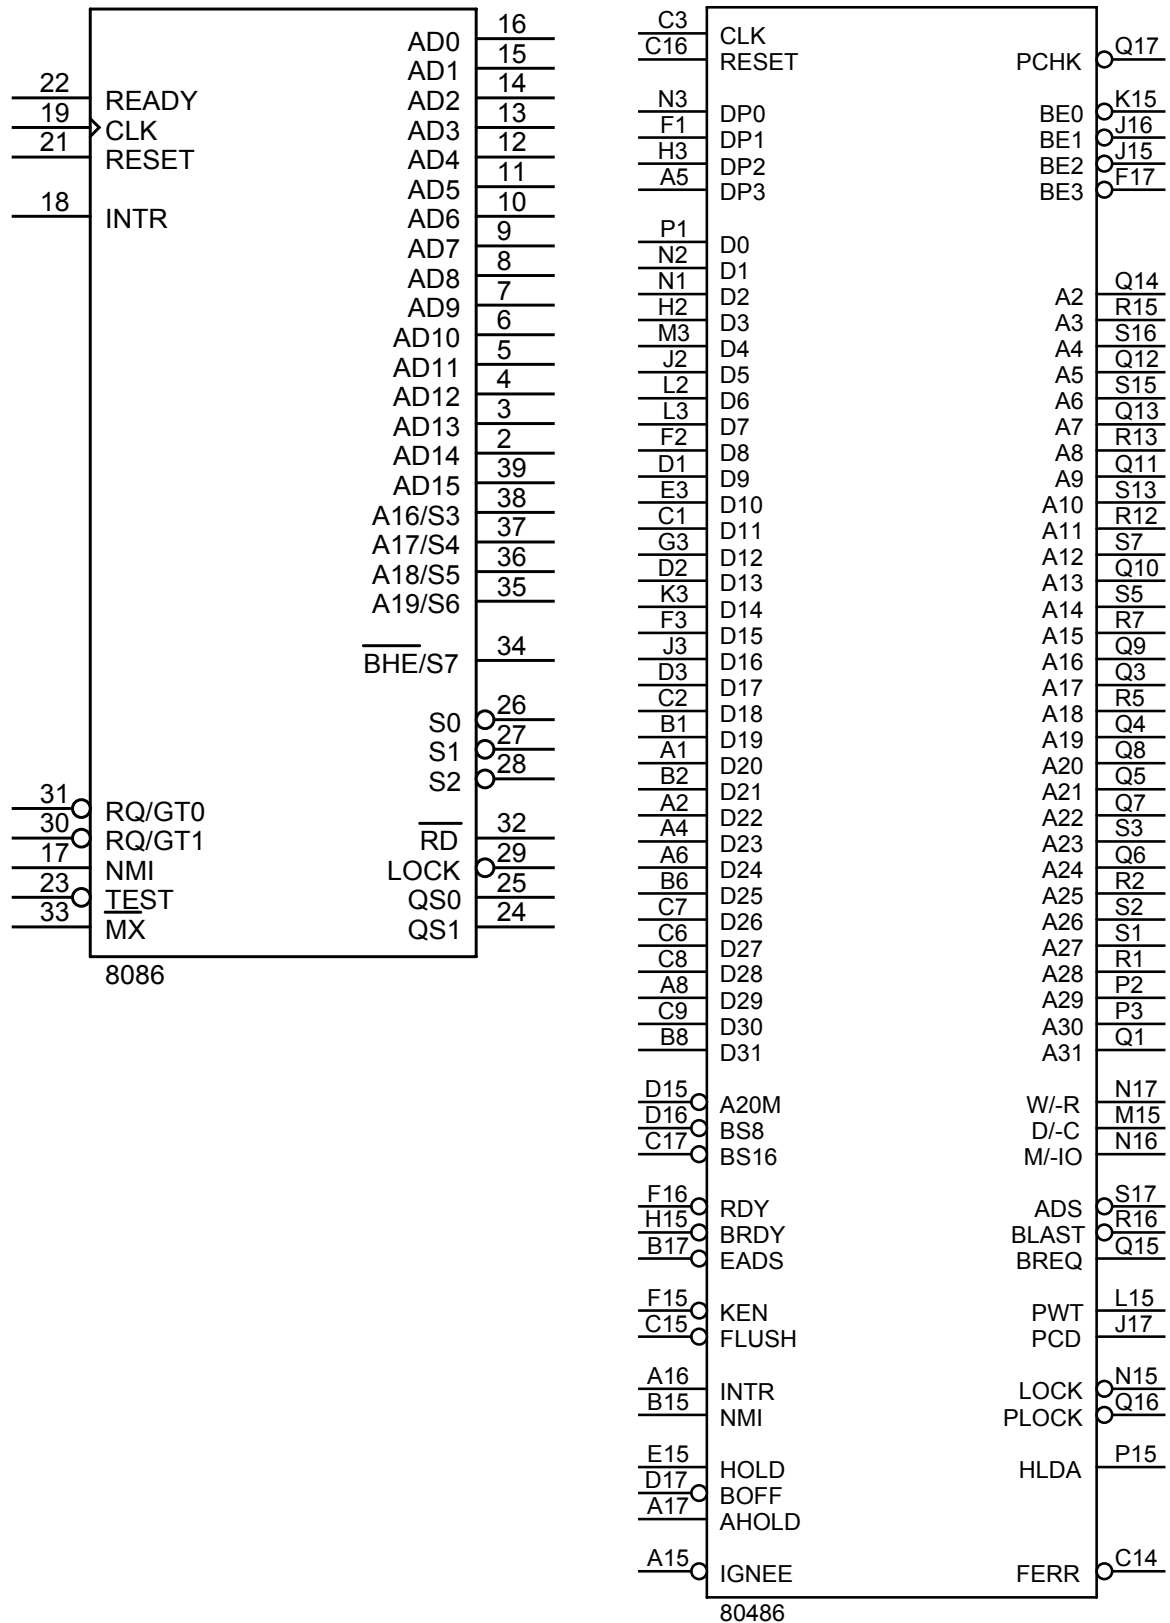 16
AD0
15
AD1
22 14
READY AD2
19 13
CLK AD3
21 12
RESET AD4
11
AD5
18 10
INTR AD6
9
AD7
8
AD8
7
AD9
6
AD10
5
AD11
4
AD12
3
AD13
2
AD14
39
AD15
38
A16/S3
37
A17/S4
36
A18/S5
35
A19/S6
34
BHE/S7
26
S0
27
S1
28
S2
31
RQ/GT0
30 32
RQ/GT1 RD
17 29
NMI LOCK
23 25
TEST QS0
33 24
MX QS1
8086
C3
CLK
C16 Q17
RESET PCHK
N3 K15
DP0 BE0
F1 J16
DP1 BE1
H3 J15
DP2 BE2
A5 F17
DP3 BE3
P1
D0
N2
D1
N1 Q14
D2 A2
H2 R15
D3 A3
M3 S16
D4 A4
J2 Q12
D5 A5
L2 S15
D6 A6
L3 Q13
D7 A7
F2 R13
D8 A8
D1 Q11
D9 A9
E3 S13
D10 A10
C1 R12
D11 A11
G3 S7
D12 A12
D2 Q10
D13 A13
K3 S5
D14 A14
F3 R7
D15 A15
J3 Q9
D16 A16
D3 Q3
D17 A17
C2 R5
D18 A18
B1 Q4
D19 A19
A1 Q8
D20 A20
B2 Q5
D21 A21
A2 Q7
D22 A22
A4 S3
D23 A23
A6 Q6
D24 A24
B6 R2
D25 A25
C7 S2
D26 A26
C6 S1
D27 A27
C8 R1
D28 A28
A8 P2
D29 A29
C9 P3
D30 A30
B8 Q1
D31 A31
D15 N17
A20M W/-R
D16 M15
BS8 D/-C
C17 N16
BS16 M/-IO
F16 S17
RDY ADS
H15 R16
BRDY BLAST
B17 Q15
EADS BREQ
F15 L15
KEN PWT
C15 J17
FLUSH PCD
A16 N15
INTR LOCK
B15 Q16
NMI PLOCK
E15 P15
HOLD HLDA
D17
BOFF
A17
AHOLD
A15 C14
IGNEE FERR
80486